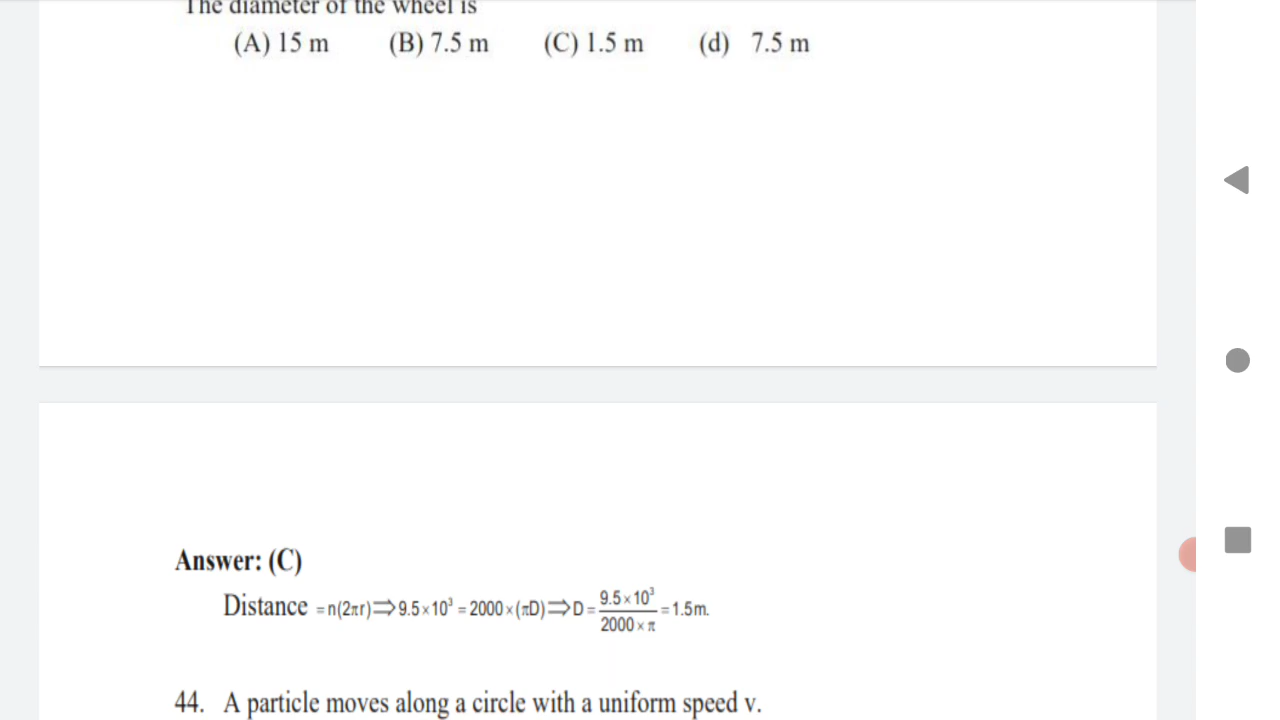 The diameter of the wheel is
(A) 15 m (B) 7.5 m (C) 1.5 m (d) 7.5 m
Answer: (C)
Distance = n(2πr)⇒9.5×10³ = 2000×(πD)⇒D = 9.5×10³ / 2000×π = 1.5 m.
44. A particle moves along a circle with a uniform speed v.